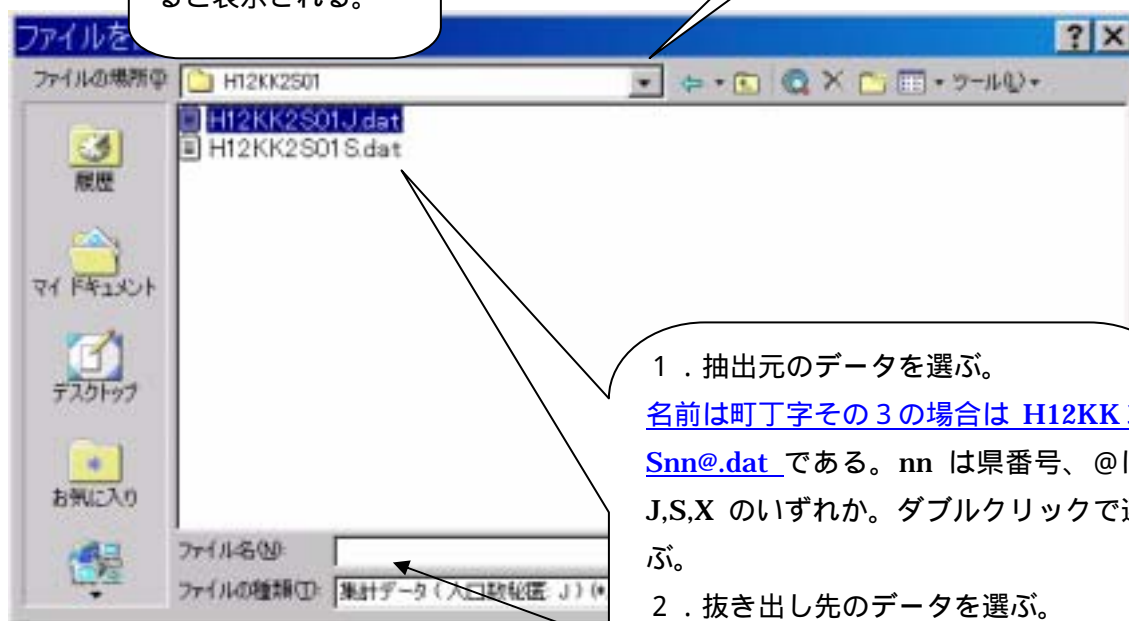 ると表示される。
ファイルを
ファイルの場所(I):
H12KK2S01
ツール(L)
H12KK2S01J.dat
H12KK2S01S.dat
履歴
マイ ドキュメント
デスクトップ
お気に入り
ファイル名(N):
ファイルの種類(T):
集計データ(人口数秘匿:J)(*
１．抽出元のデータを選ぶ。
名前は町丁字その３の場合は H12KK
Snn@.dat である。nn は県番号、@
J,S,X のいずれか。ダブルクリックで
ぶ。
２．抜き出し先のデータを選ぶ。